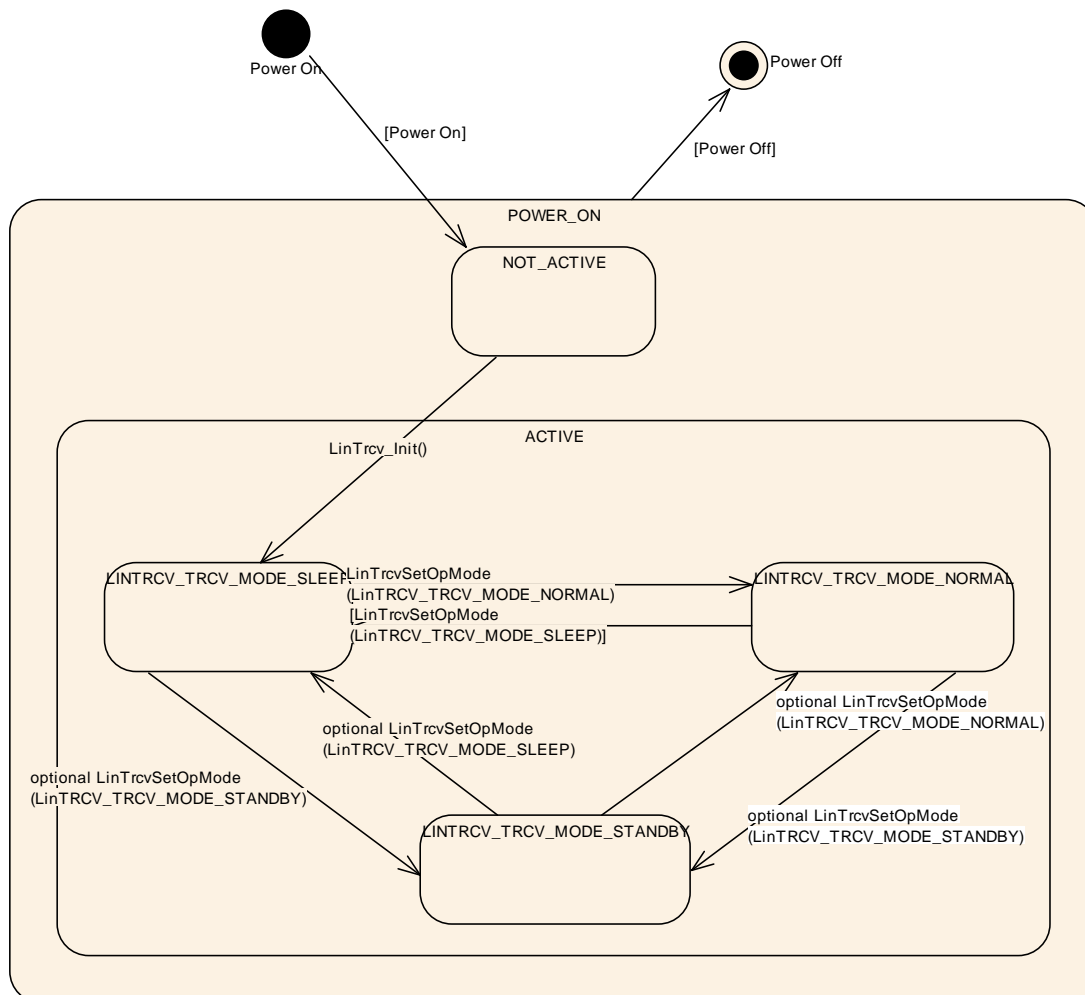 Power On
Power Off
[Power On]
[Power Off]
POWER_ON
NOT_ACTIVE
ACTIVE
LinTrcv_Init()
LINTRCV_TRCV_MODE_SLEEP
LinTrcvSetOpMode
(LinTRCV_TRCV_MODE_NORMAL)
[LinTrcvSetOpMode
(LinTRCV_TRCV_MODE_SLEEP)]
LINTRCV_TRCV_MODE_NORMAL
optional LinTrcvSetOpMode
(LinTRCV_TRCV_MODE_NORMAL)
optional LinTrcvSetOpMode
(LinTRCV_TRCV_MODE_SLEEP)
optional LinTrcvSetOpMode
(LinTRCV_TRCV_MODE_STANDBY)
optional LinTrcvSetOpMode
(LinTRCV_TRCV_MODE_STANDBY)
LINTRCV_TRCV_MODE_STANDBY